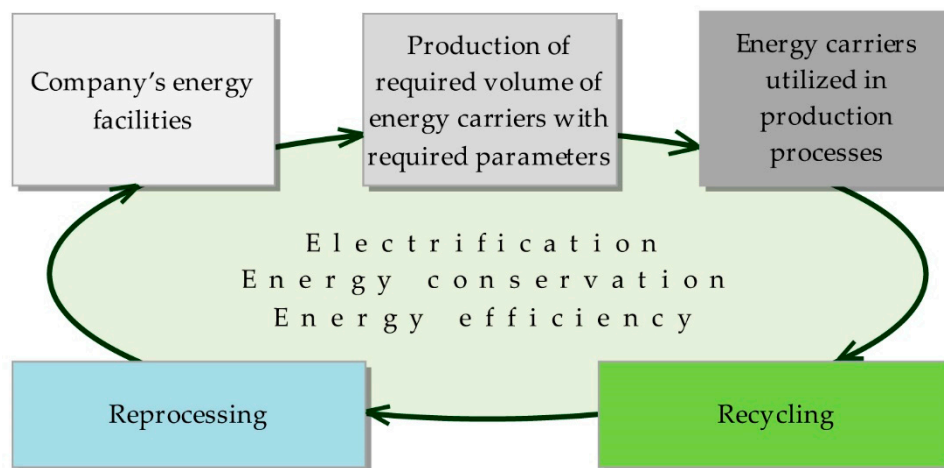 Company's energy
facilities
Production of
required volume of
energy carriers with
required parameters
Energy carriers
utilized in
production
processes
Electrification
Energy conservation
Energy efficiency
Reprocessing
Recycling